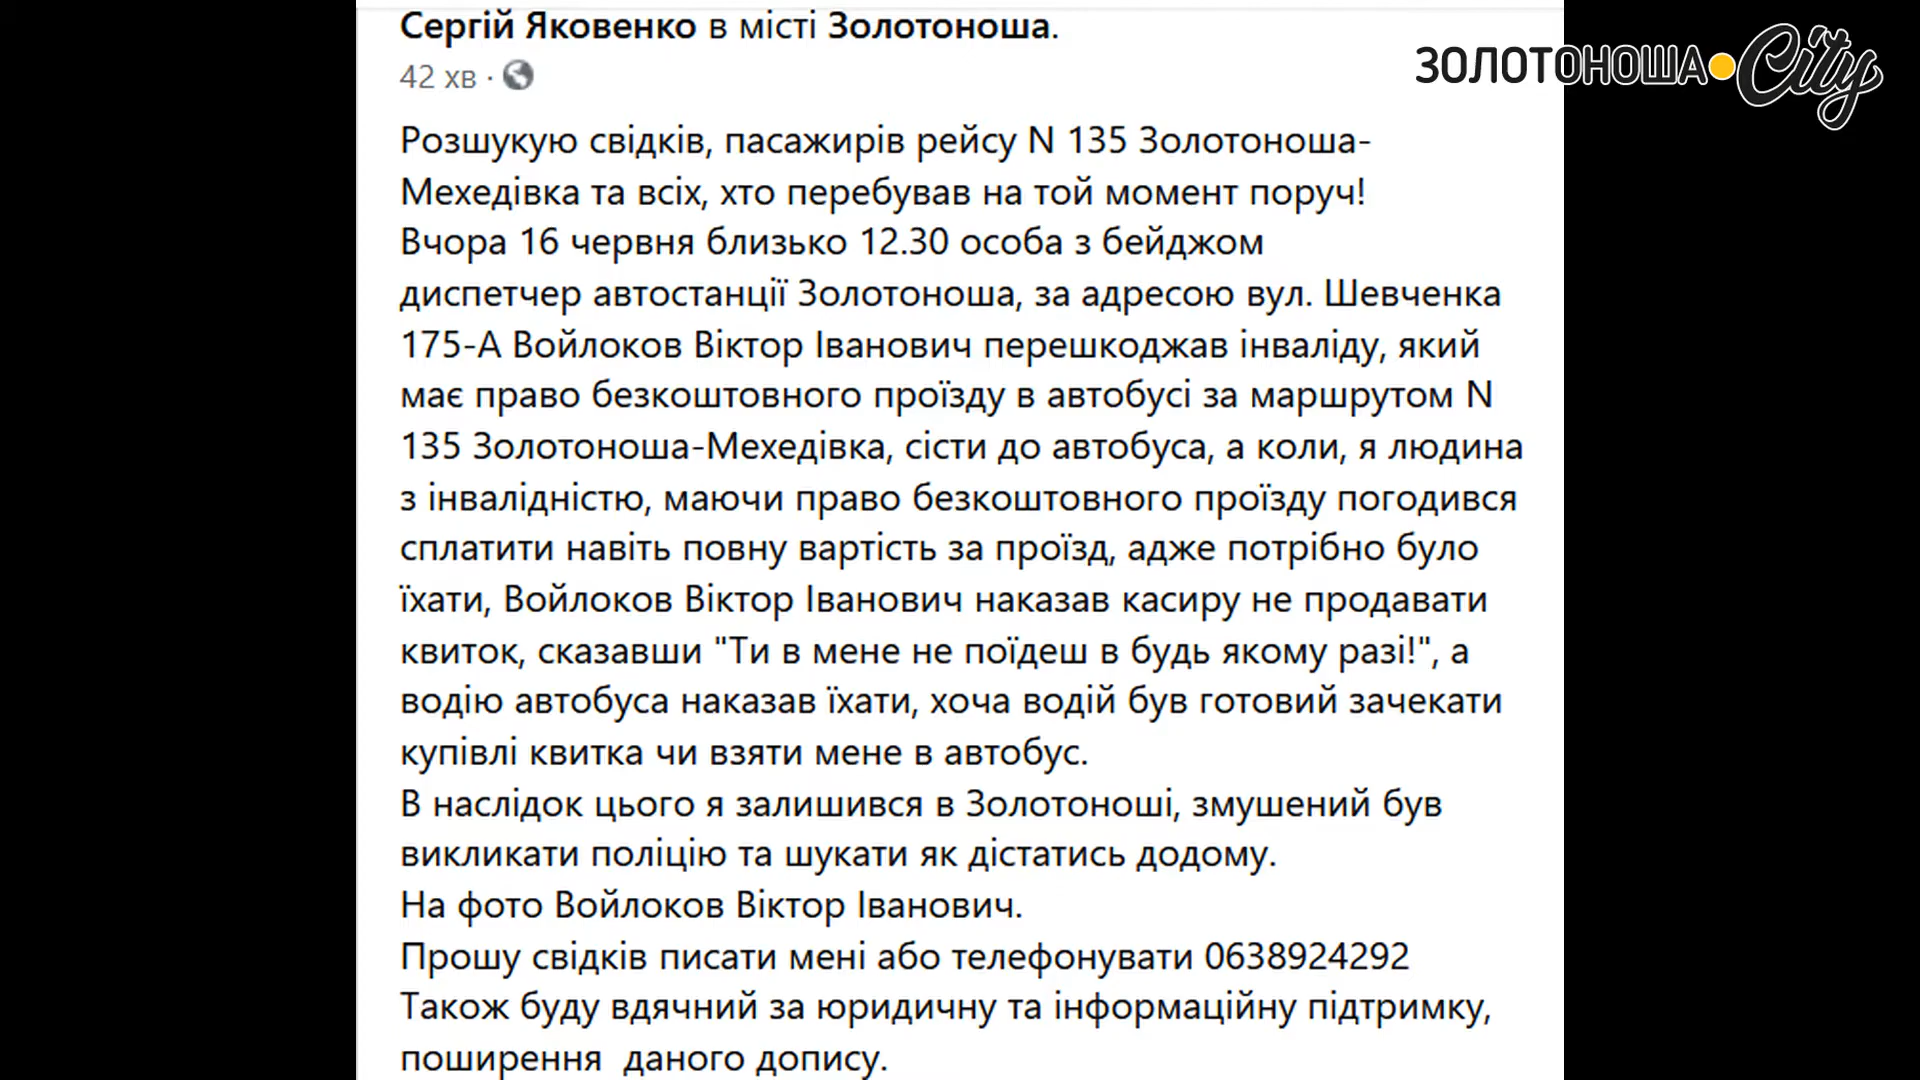 Сергій Яковенко в місті Золотоноша.
42 хв ·
ЗОЛОТОНОША City
Розшукую свідків, пасажирів рейсу N 135 Золотоноша-
Мехедівка та всіх, хто перебував на той момент поруч!
Вчора 16 червня близько 12.30 особа з бейджом
диспетчер автостанції Золотоноша, за адресою вул. Шевченка
175-А Войлоков Віктор Іванович перешкоджав інваліду, який
має право безкоштовного проїзду в автобусі за маршрутом N
135 Золотоноша-Мехедівка, сісти до автобуса, а коли, я людина
з інвалідністю, маючи право безкоштовного проїзду погодився
сплатити навіть повну вартість за проїзд, адже потрібно було
їхати, Войлоков Віктор Іванович наказав касиру не продавати
квиток, сказавши "Ти в мене не поїдеш в будь якому разі!", а
водію автобуса наказав їхати, хоча водій був готовий зачекати
купівлі квитка чи взяти мене в автобус.
В наслідок цього я залишився в Золотоноші, змушений був
викликати поліцію та шукати як дістатись додому.
На фото Войлоков Віктор Іванович.
Прошу свідків писати мені або телефонувати 0638924292
Також буду вдячний за юридичну та інформаційну підтримку,
поширення  даного допису.